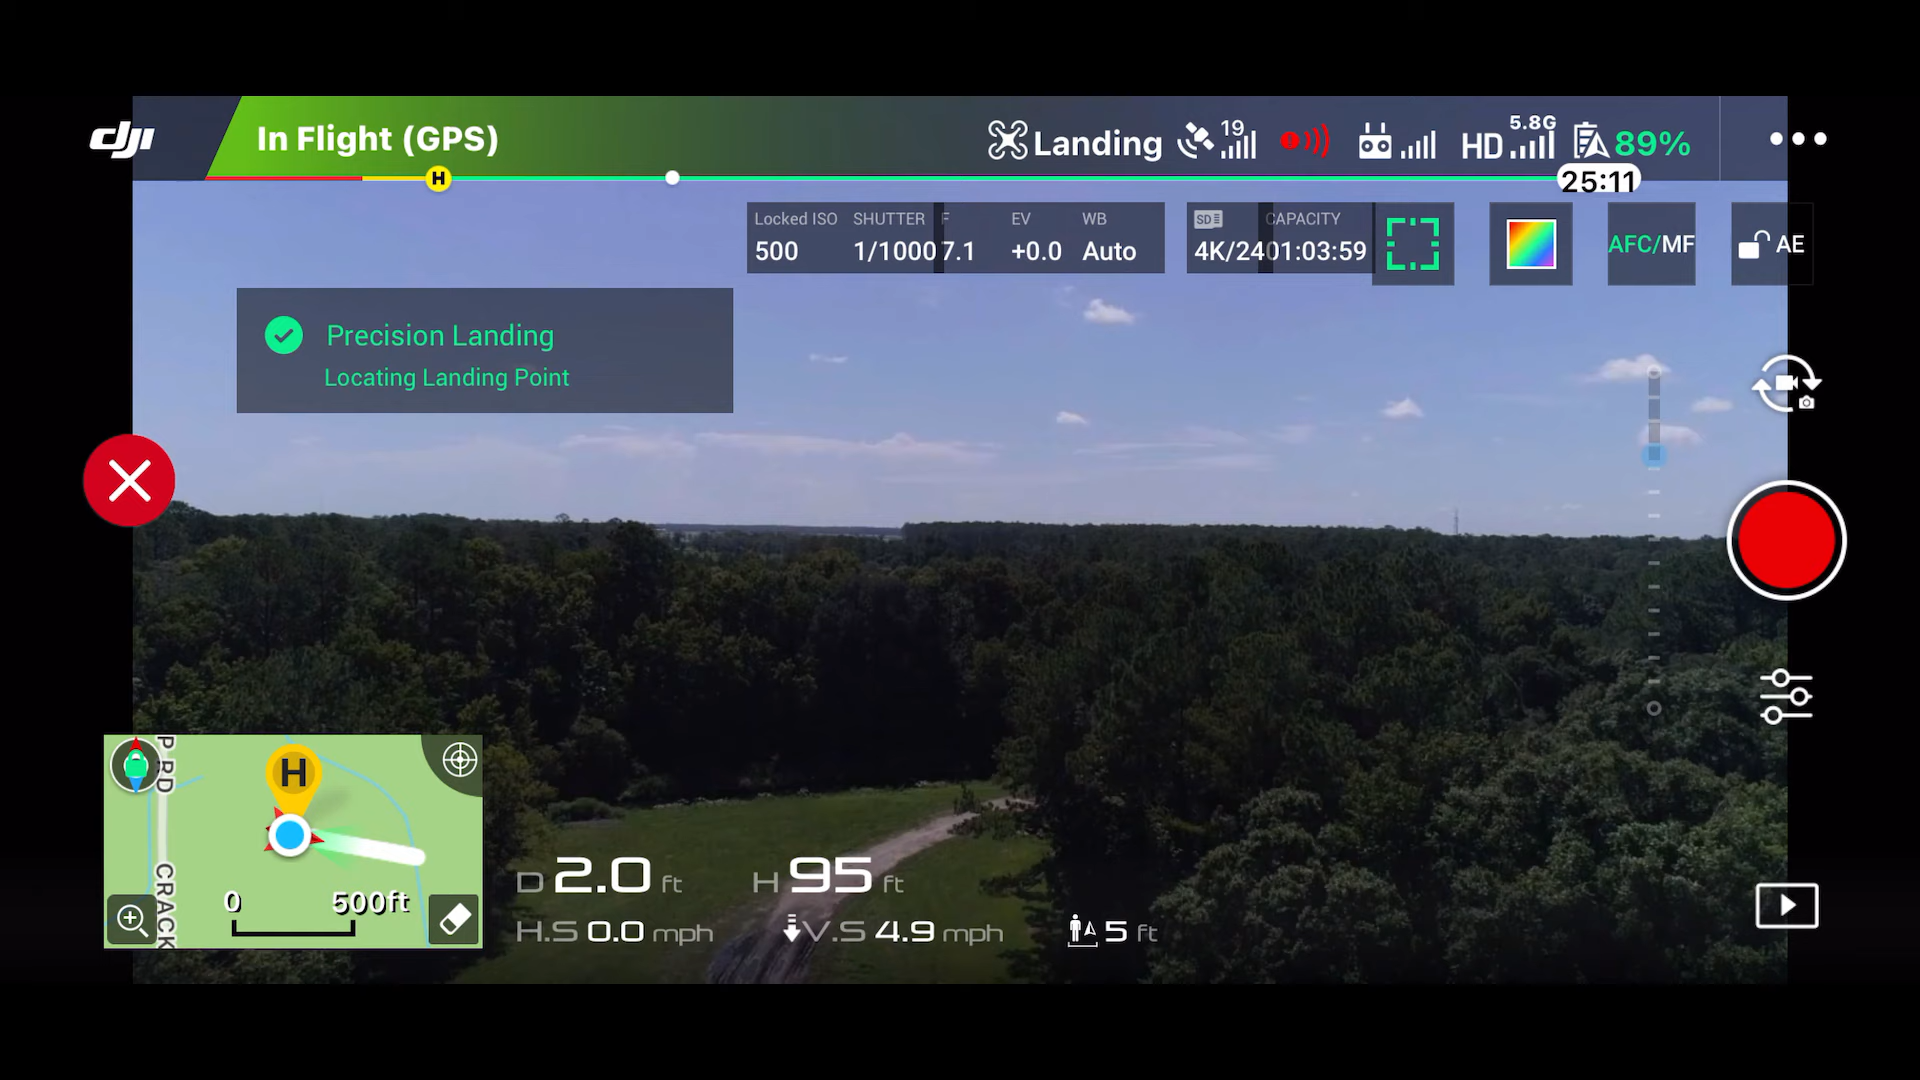 dji
In Flight (GPS)
Landing
19
5.8G
HD
89%
H
25:11
Locked ISO SHUTTER F EV WB
500 1/1000 7.1 +0.0 Auto
SD CAPACITY
4K/24 01:03:59
AFC/MF
AE
Precision Landing
Locating Landing Point
P RD
H
CRACK
0 500ft
D 2.0 ft H 95 ft
H.S 0.0 mph V.S 4.9 mph 5 ft